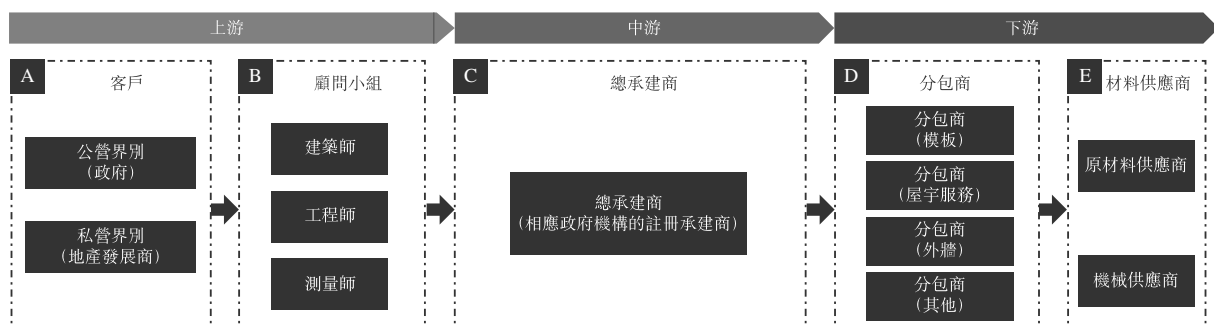 上游
中游
下游
A
客戶
公營界別
(政府)
私營界別
(地產發展商)
B
顧問小組
建築師
工程師
測量師
C
總承建商
總承建商
(相應政府機構的註冊承建商)
D
分包商
分包商
(模板)
分包商
(屋宇服務)
分包商
(外牆)
分包商
(其他)
E
材料供應商
原材料供應商
機械供應商